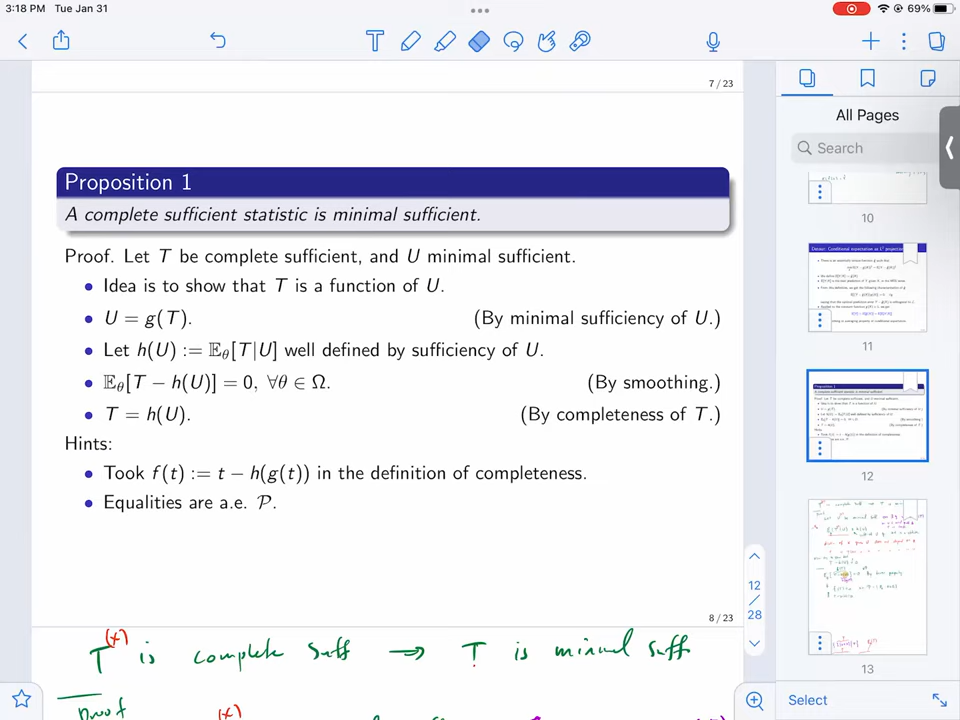 3:18 PM Tue Jan 31
69%
7 / 23
Proposition 1
A complete sufficient statistic is minimal sufficient.
Proof. Let T be complete sufficient, and U minimal sufficient.
• Idea is to show that T is a function of U.
• U = g(T). (By minimal sufficiency of U.)
• Let h(U) := 𝔼θ[T|U] well defined by sufficiency of U.
• 𝔼θ[T − h(U)] = 0, ∀θ ∈ Ω. (By smoothing.)
• T = h(U). (By completeness of T.)
Hints:
• Took f(t) := t − h(g(t)) in the definition of completeness.
• Equalities are a.e. 𝒫.
8 / 23
T(x) is complete suff ⇒ T is minimal suff
Proof
(x)
All Pages
Search
10
11
12
13
12
/
28
Select